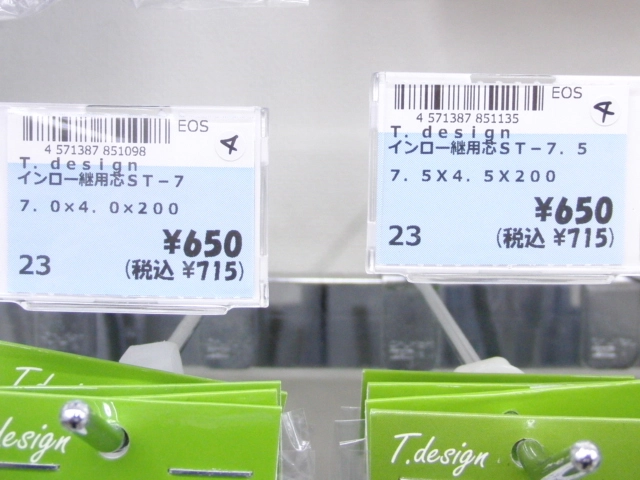 EOS
4
4 571387 851098
T. design
インロー継用芯ST-7
7. 0×4. 0×200
¥650
23
(税込 ¥715)
EOS
4
4 571387 851135
T. design
インロー継用芯ST-7. 5
7. 5X4. 5X200
¥650
23
(税込 ¥715)
T.design
design
T.design